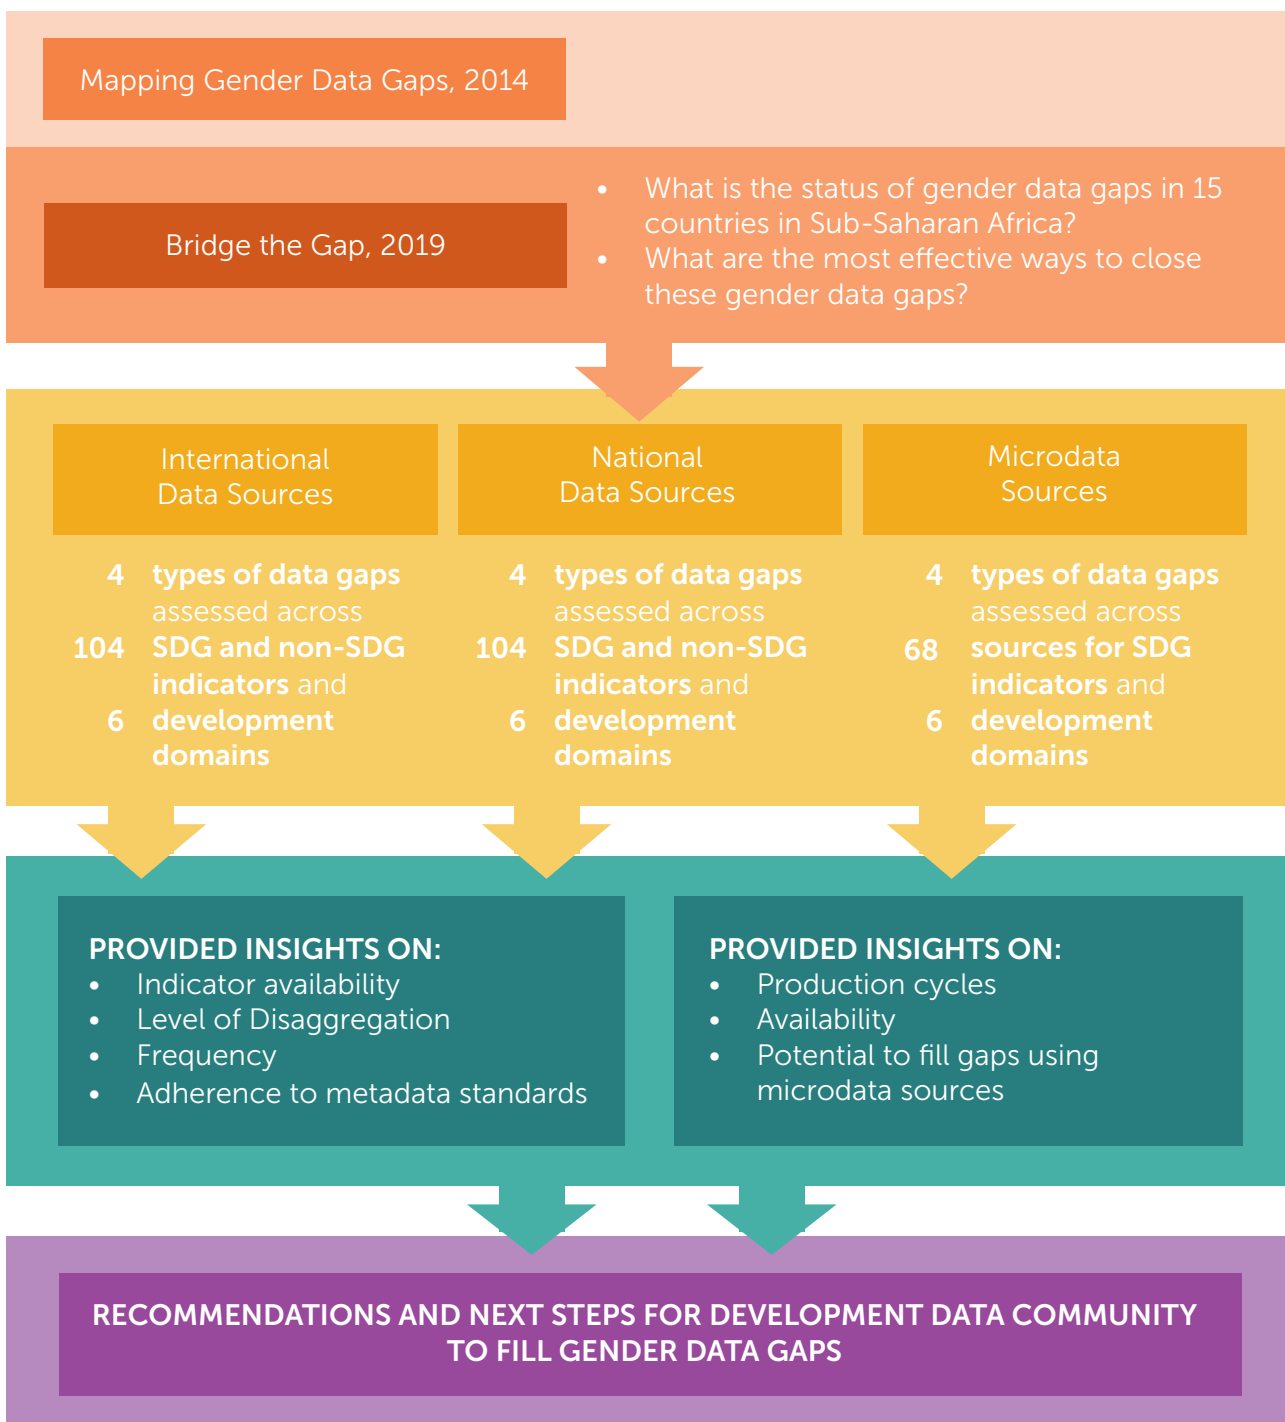 Mapping Gender Data Gaps, 2014
Bridge the Gap, 2019
• What is the status of gender data gaps in 15
countries in Sub-Saharan Africa?
• What are the most effective ways to close
these gender data gaps?
International
Data Sources
4 types of data gaps
assessed across
104 SDG and non-SDG
indicators and
6 development
domains
National
Data Sources
4 types of data gaps
assessed across
104 SDG and non-SDG
indicators and
6 development
domains
Microdata
Sources
4 types of data gaps
assessed across
68 sources for SDG
indicators and
6 development
domains
PROVIDED INSIGHTS ON:
• Indicator availability
• Level of Disaggregation
• Frequency
• Adherence to metadata standards
PROVIDED INSIGHTS ON:
• Production cycles
• Availability
• Potential to fill gaps using
microdata sources
RECOMMENDATIONS AND NEXT STEPS FOR DEVELOPMENT DATA COMMUNITY
TO FILL GENDER DATA GAPS